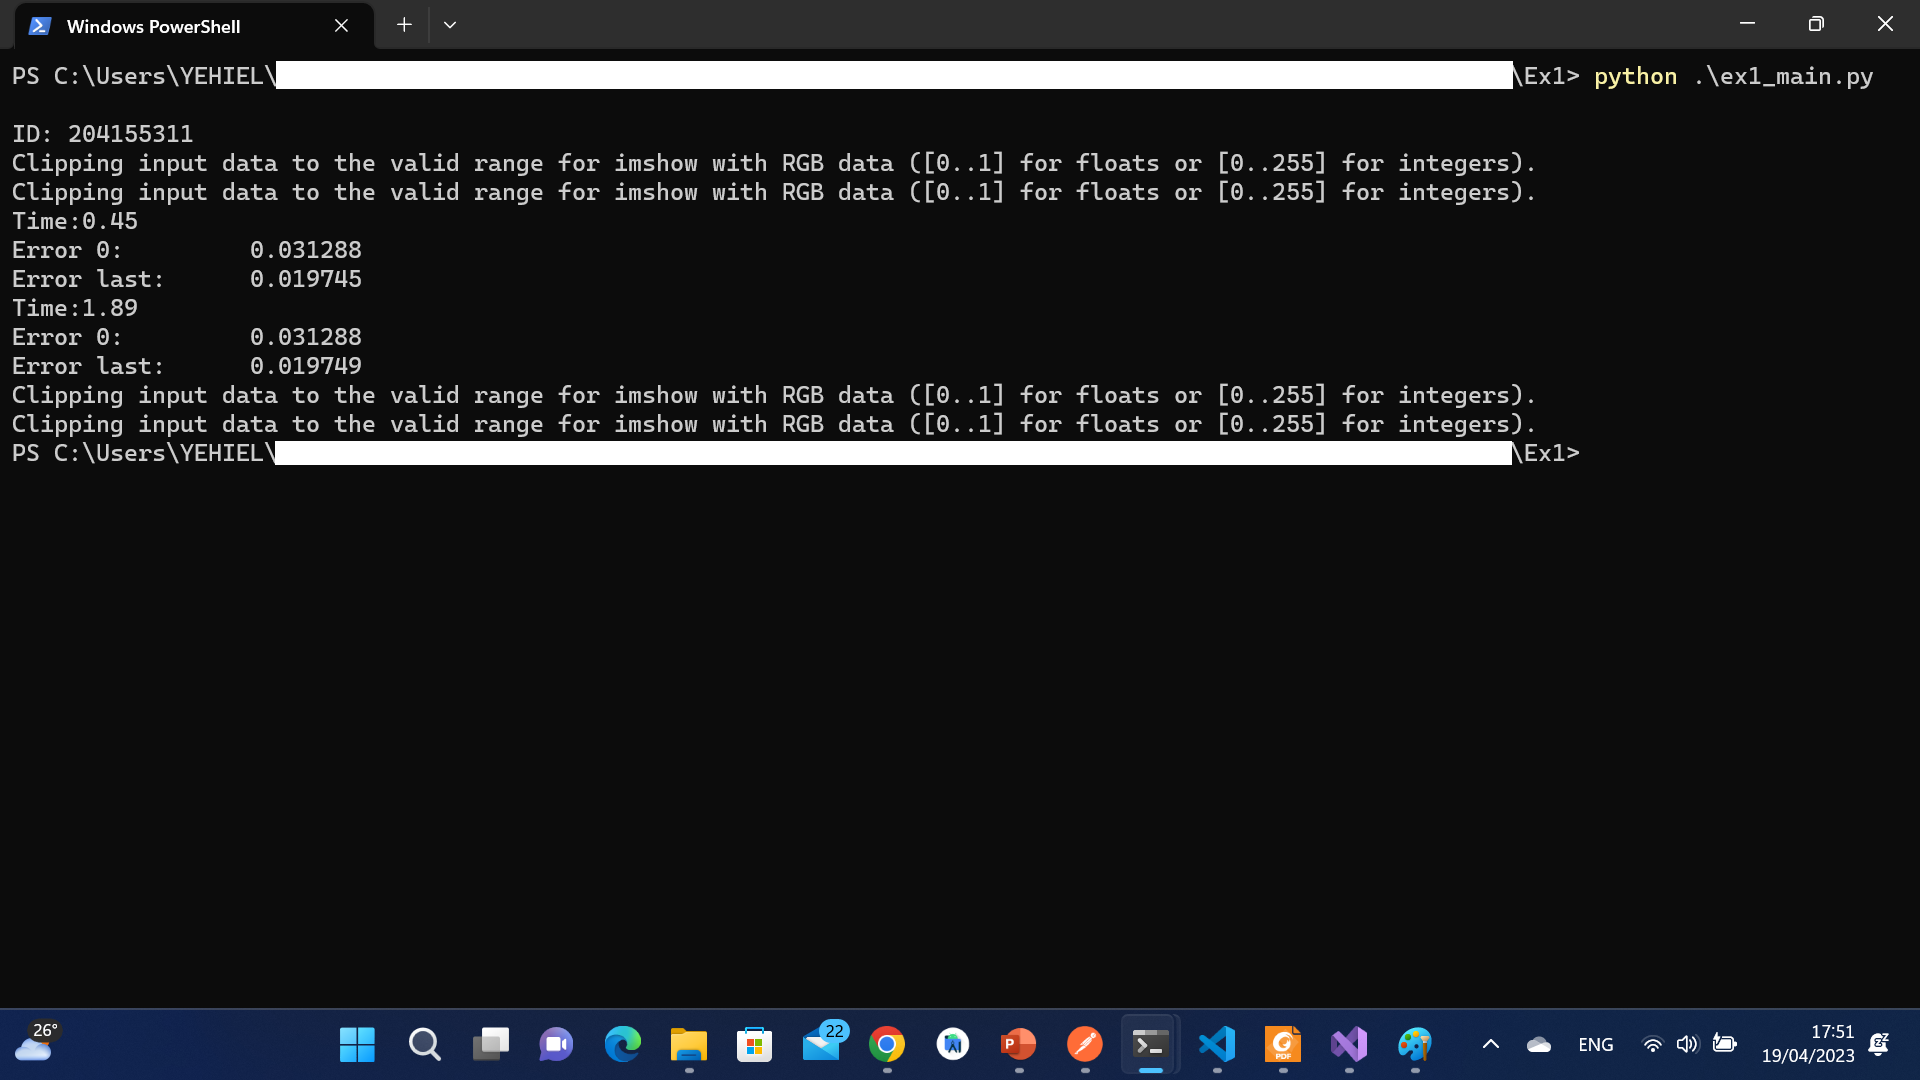 Windows PowerShell
PS C:\Users\YEHIEL\ \Ex1> python .\ex1_main.py
ID: 204155311
Clipping input data to the valid range for imshow with RGB data ([0..1] for floats or [0..255] for integers).
Clipping input data to the valid range for imshow with RGB data ([0..1] for floats or [0..255] for integers).
Time:0.45
Error 0: 0.031288
Error last: 0.019745
Time:1.89
Error 0: 0.031288
Error last: 0.019749
Clipping input data to the valid range for imshow with RGB data ([0..1] for floats or [0..255] for integers).
Clipping input data to the valid range for imshow with RGB data ([0..1] for floats or [0..255] for integers).
PS C:\Users\YEHIEL\ \Ex1>
26°
22
P
PDF
ENG
17:51
19/04/2023